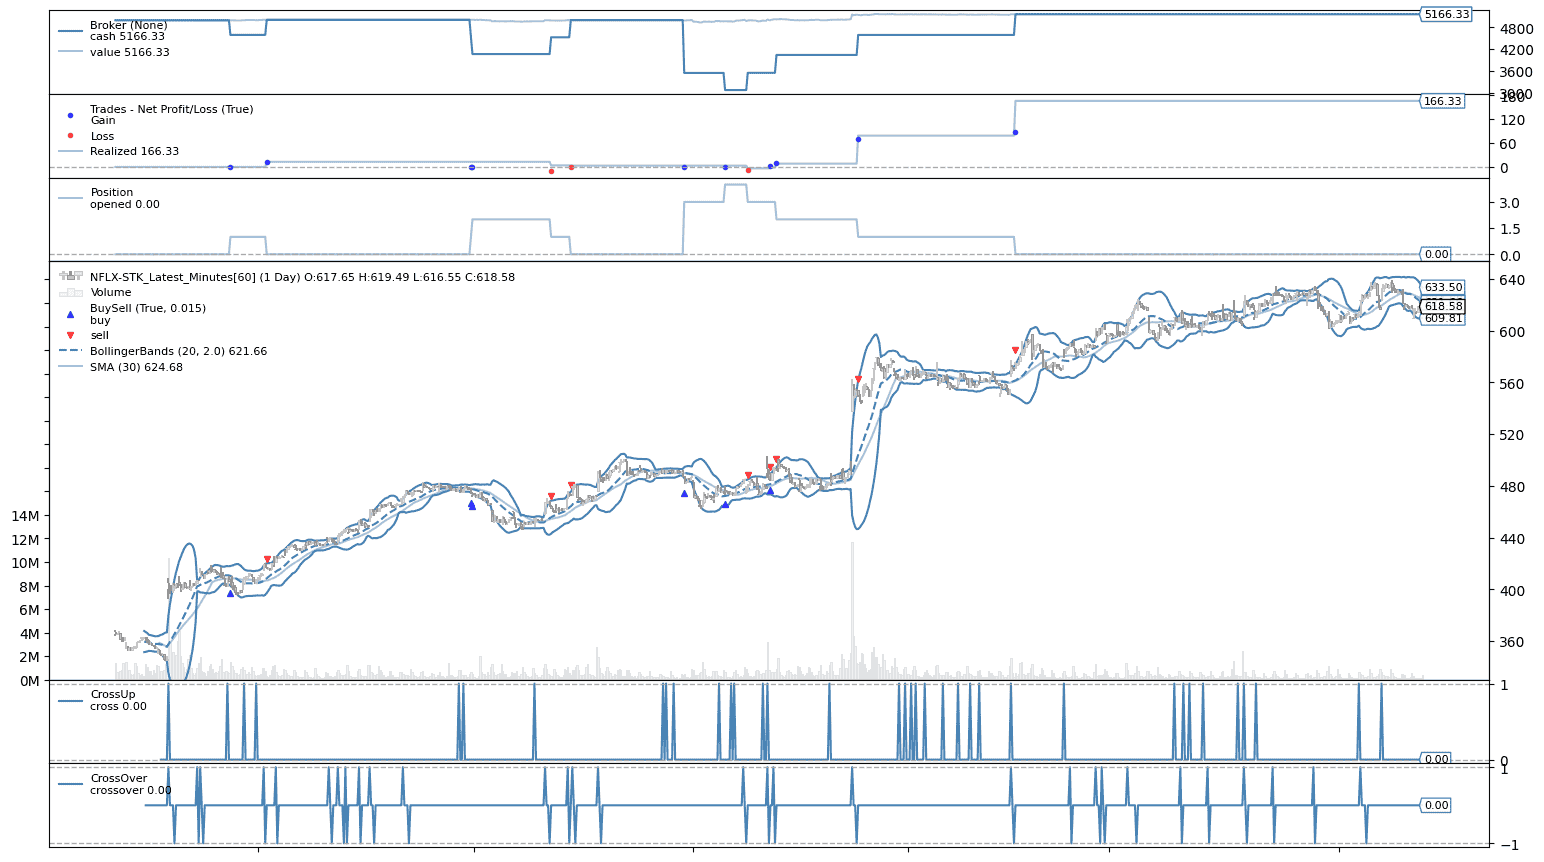 Broker (None)
cash 5166.33
value 5166.33
5166.33
4800
4200
3600
3000
Trades - Net Profit/Loss (True)
Gain
Loss
Realized 166.33
180
166.33
120
60
0
Position
opened 0.00
3.0
1.5
0.0
0.00
NFLX-STK_Latest_Minutes[60] (1 Day) O:617.65 H:619.49 L:616.55 C:618.58
Volume
BuySell (True, 0.015)
buy
sell
BollingerBands (20, 2.0) 621.66
SMA (30) 624.68
640
633.50
618.58
609.81
600
560
520
480
440
400
360
14M
12M
10M
8M
6M
4M
2M
0M
CrossUp
cross 0.00
1
0
0.00
CrossOver
crossover 0.00
1
0.00
−1